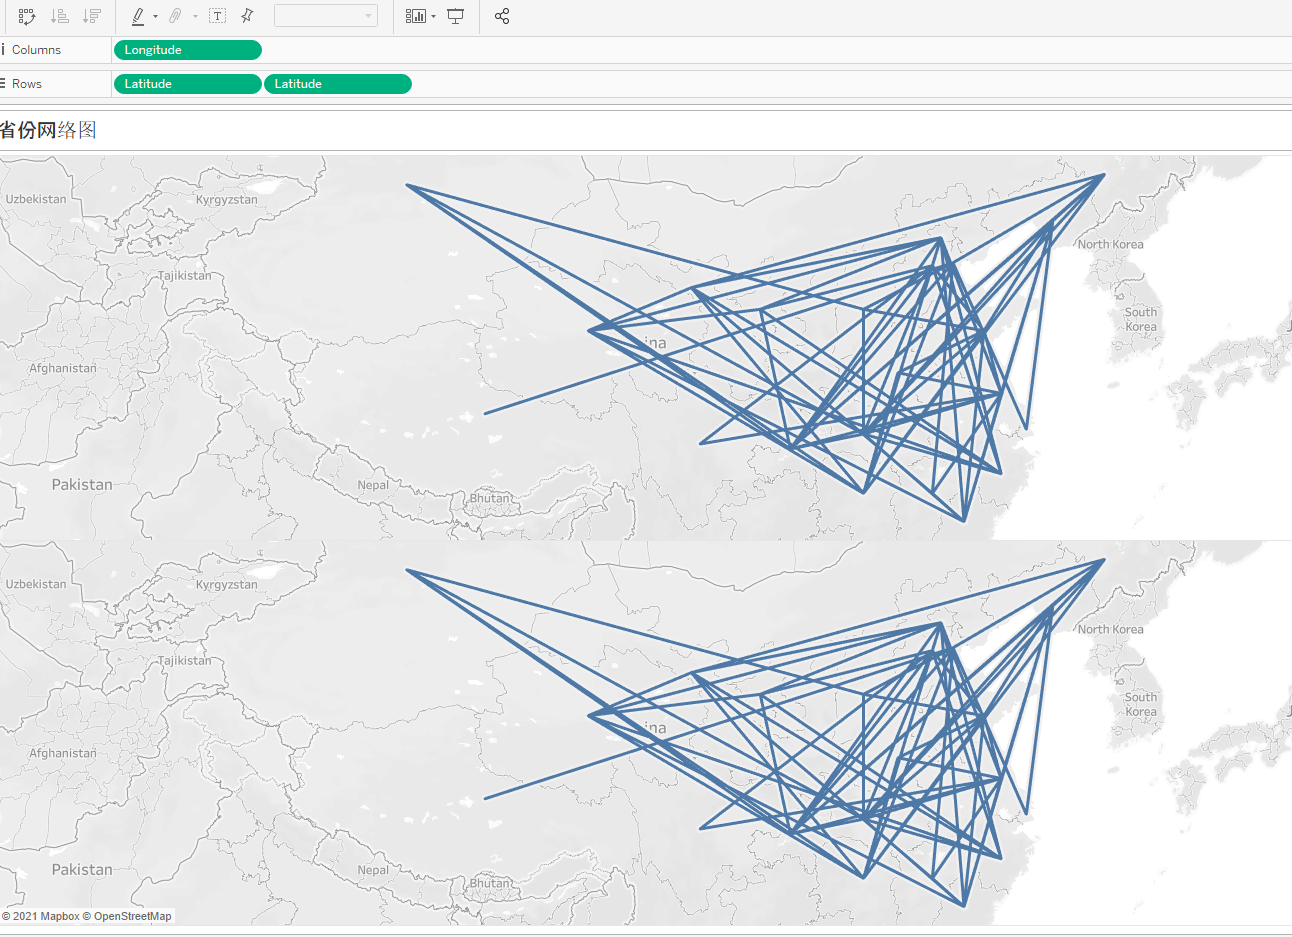 Columns
Longitude
Rows
Latitude Latitude
省份网络图
Uzbekistan
Kyrgyzstan
Tajikistan
North Korea
South
Korea
Afghanistan
ina
Pakistan
Nepal
Bhutan
Uzbekistan
Kyrgyzstan
Tajikistan
North Korea
South
Korea
Afghanistan
ina
Pakistan
Nepal
Bhutan
© 2021 Mapbox © OpenStreetMap